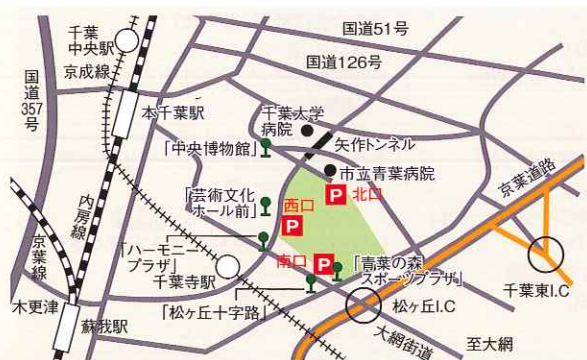 国道51号
国道126号
千葉
中央駅
京成線
国道
357
号
本千葉駅
千葉大学
病院
矢作トンネル
「中央博物館」
市立青葉病院
P 北口
京葉道路
「芸術文化
ホール前」
西口
P
内房線
京葉線
「ハーモニー
プラザ」
南口
P
「青葉の森
スポーツプラザ」
千葉寺駅
千葉東I.C
木更津
「松ヶ丘十字路」
松ヶ丘I.C
蘇我駅
大網街道
至大網